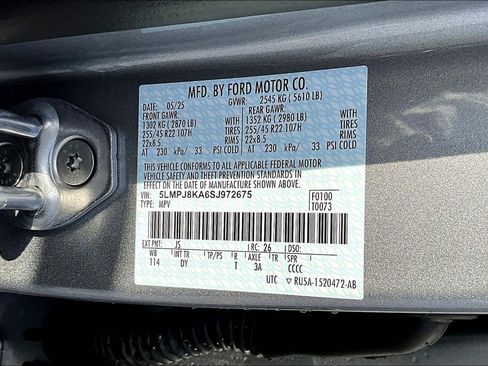 MFD. BY FORD MOTOR CO.
DATE: 05/25 GVWR: 2545 KG ( 5610 LB)
FRONT GAWR: REAR GAWR:
1302 KG ( 2870 LB) WITH 1352 KG ( 2980 LB) WITH
255/45 R22 107H TIRES 255/45 R22 107H TIRES
22x8.5 RIMS 22x8.5 RIMS
AT 230 kPa/ 33 PSI COLD AT 230 kPa/ 33 PSI COLD
THIS VEHICLE CONFORMS TO ALL APPLICABLE FEDERAL MOTOR
VEHICLE SAFETY AND THEFT PREVENTION STANDARDS IN
EFFECT ON THE DATE OF MANUFACTURE SHOWN ABOVE.
VIN: 5LMPJ8KA6SJ972675 F0100
TYPE: MPV T0073
EXT PNT: JS RC: 26 DSO:
WB INT TR TP/PS R AXLE TR SPR
114 DY T 3A CCCC
UTC RU5A-1520472-AB